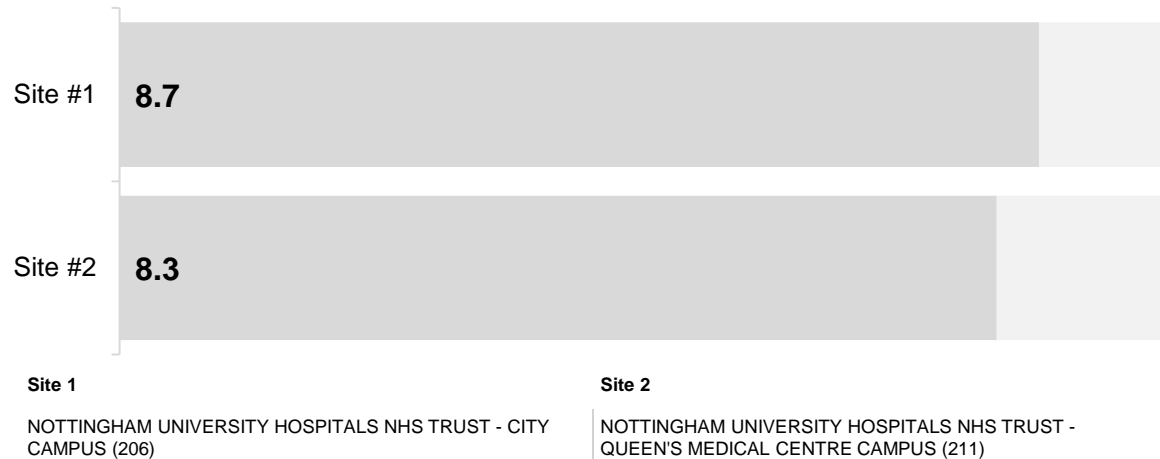 Site #1 8.7
Site #2 8.3
Site 1
NOTTINGHAM UNIVERSITY HOSPITALS NHS TRUST - CITY
CAMPUS (206)
Site 2
NOTTINGHAM UNIVERSITY HOSPITALS NHS TRUST -
QUEEN'S MEDICAL CENTRE CAMPUS (211)